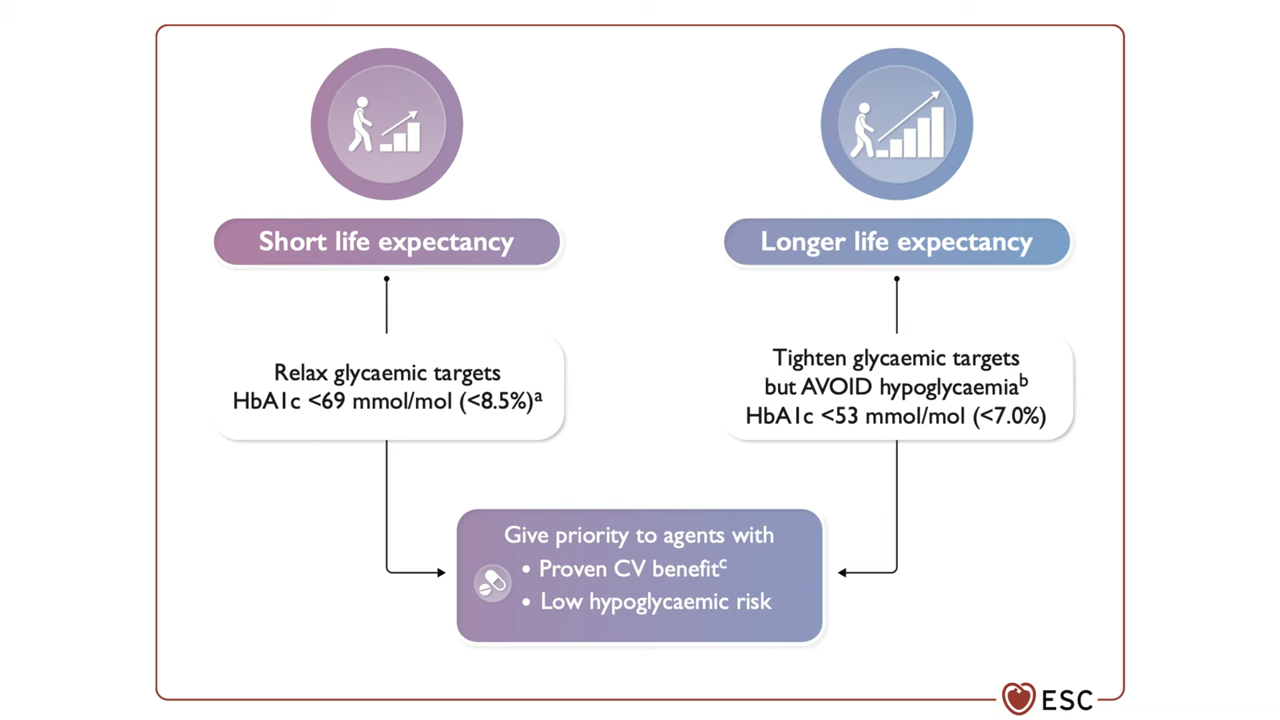 Short life expectancy
Longer life expectancy
Relax glycaemic targets
HbA1c <69 mmol/mol (<8.5%)ᵃ
Tighten glycaemic targets
but AVOID hypoglycaemiaᵇ
HbA1c <53 mmol/mol (<7.0%)
Give priority to agents with
• Proven CV benefitᶜ
• Low hypoglycaemic risk
ESC